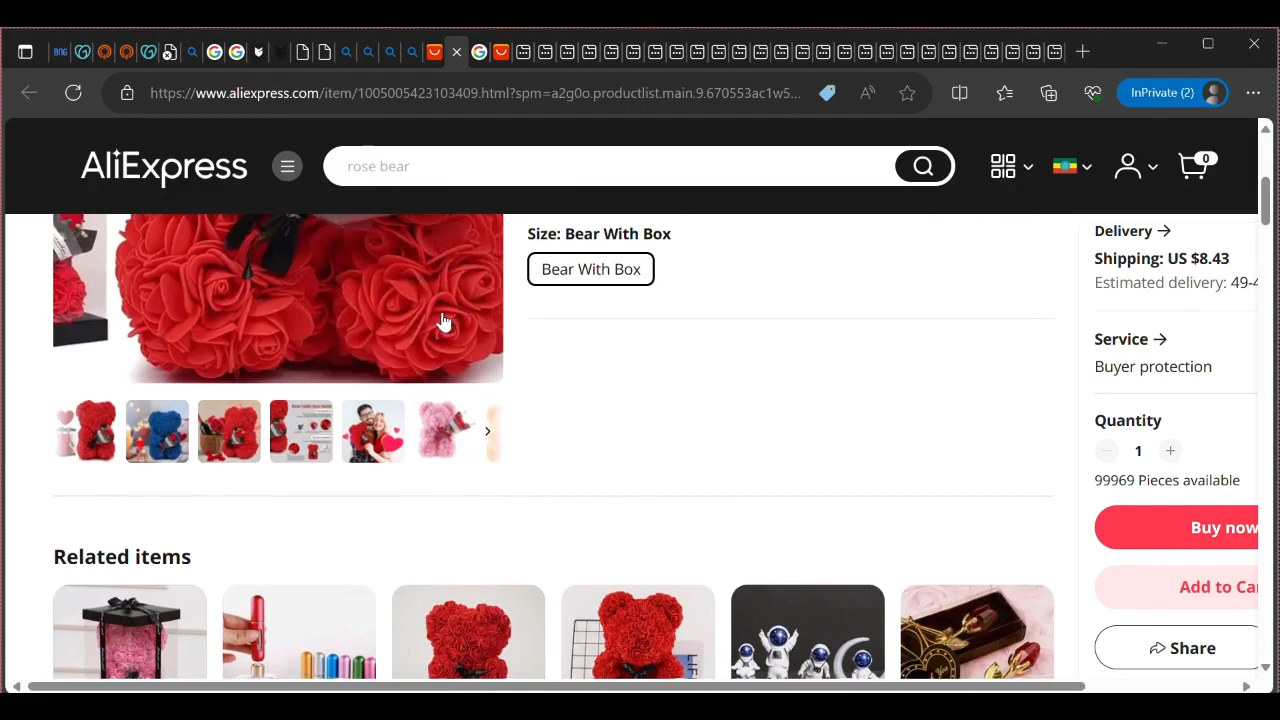 BNG
https://www.aliexpress.com/item/1005005423103409.html?spm=a2g0o.productlist.main.9.670553ac1w5...
InPrivate (2)
AliExpress
rose bear
0
Size: Bear With Box
Bear With Box
Delivery
Shipping: US $8.43
Estimated delivery: 49-4
Service
Buyer protection
Quantity
1
99969 Pieces available
Buy now
Add to Car
Share
Related items